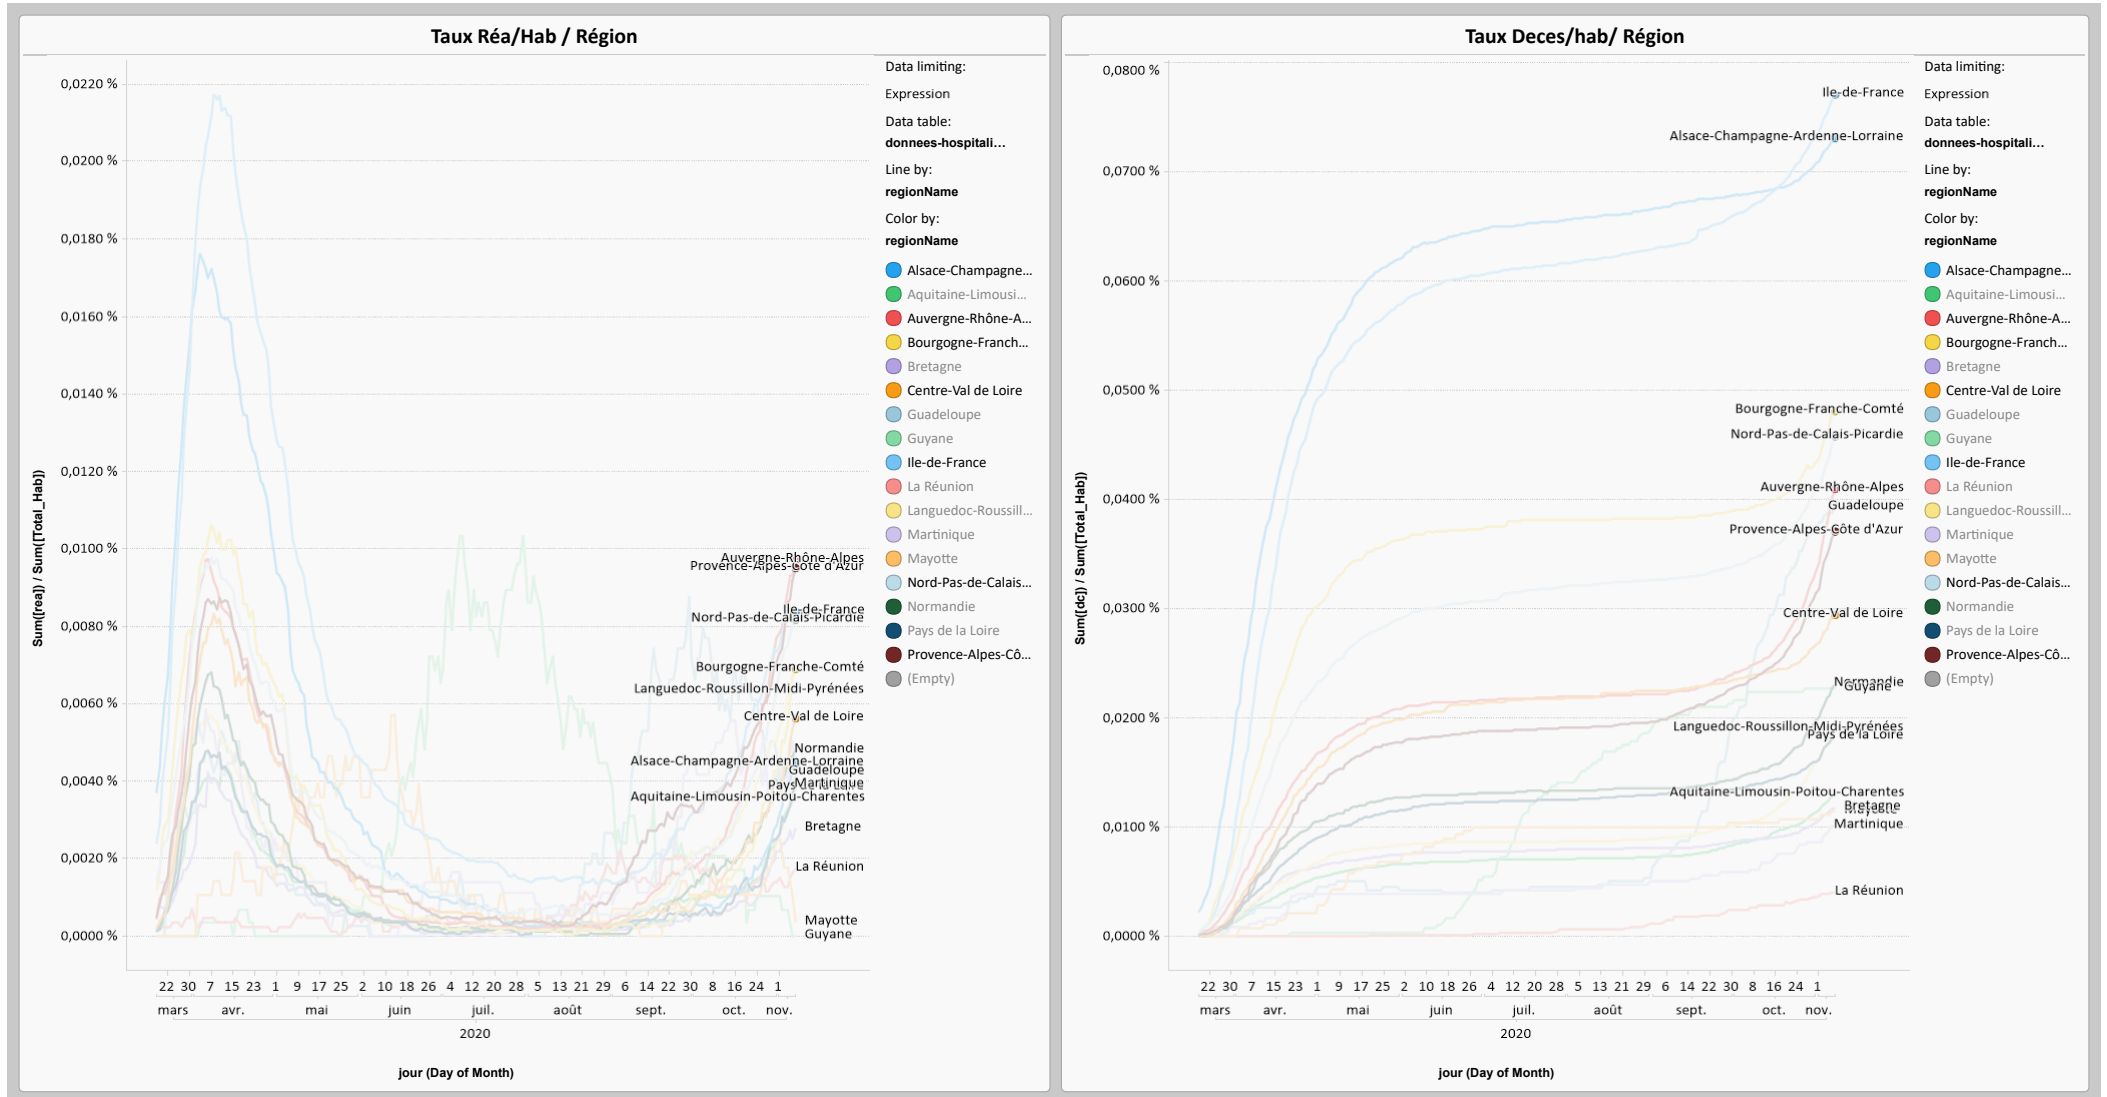 Taux Réa/Hab / Région
0,0220 %
0,0200 %
0,0180 %
0,0160 %
0,0140 %
0,0120 %
0,0100 %
0,0080 %
0,0060 %
0,0040 %
0,0020 %
0,0000 %
Sum([rea]) / Sum([Total_Hab])
Auvergne-Rhône-Alpes
Provence-Alpes-Côte d'Azur
Ile-de-France
Nord-Pas-de-Calais-Picardie
Bourgogne-Franche-Comté
Languedoc-Roussillon-Midi-Pyrénées
Centre-Val de Loire
Normandie
Alsace-Champagne-Ardenne-Lorraine
Guadeloupe
Martinique
Pays de la Loire
Aquitaine-Limousin-Poitou-Charentes
Bretagne
La Réunion
Mayotte
Guyane
22 30 7 15 23 1 9 17 25 2 10 18 26 4 12 20 28 5 13 21 29 6 14 22 30 8 16 24 1
mars avr. mai juin juil. août sept. oct. nov.
2020
jour (Day of Month)
Data limiting:
Expression
Data table:
donnees-hospitali...
Line by:
regionName
Color by:
regionName
Alsace-Champagne...
Aquitaine-Limousi...
Auvergne-Rhône-A...
Bourgogne-Franch...
Bretagne
Centre-Val de Loire
Guadeloupe
Guyane
Ile-de-France
La Réunion
Languedoc-Roussill...
Martinique
Mayotte
Nord-Pas-de-Calais...
Normandie
Pays de la Loire
Provence-Alpes-Cô...
(Empty)
Taux Deces/hab/ Région
0,0800 %
0,0700 %
0,0600 %
0,0500 %
0,0400 %
0,0300 %
0,0200 %
0,0100 %
0,0000 %
Sum([dc]) / Sum([Total_Hab])
Ile-de-France
Alsace-Champagne-Ardenne-Lorraine
Bourgogne-Franche-Comté
Nord-Pas-de-Calais-Picardie
Auvergne-Rhône-Alpes
Guadeloupe
Provence-Alpes-Côte d'Azur
Centre-Val de Loire
Normandie
Guyane
Languedoc-Roussillon-Midi-Pyrénées
Pays de la Loire
Aquitaine-Limousin-Poitou-Charentes
Bretagne
Mayotte
Martinique
La Réunion
22 30 7 15 23 1 9 17 25 2 10 18 26 4 12 20 28 5 13 21 29 6 14 22 30 8 16 24 1
mars avr. mai juin juil. août sept. oct. nov.
2020
jour (Day of Month)
Data limiting:
Expression
Data table:
donnees-hospitali...
Line by:
regionName
Color by:
regionName
Alsace-Champagne...
Aquitaine-Limousi...
Auvergne-Rhône-A...
Bourgogne-Franch...
Bretagne
Centre-Val de Loire
Guadeloupe
Guyane
Ile-de-France
La Réunion
Languedoc-Roussill...
Martinique
Mayotte
Nord-Pas-de-Calais...
Normandie
Pays de la Loire
Provence-Alpes-Cô...
(Empty)